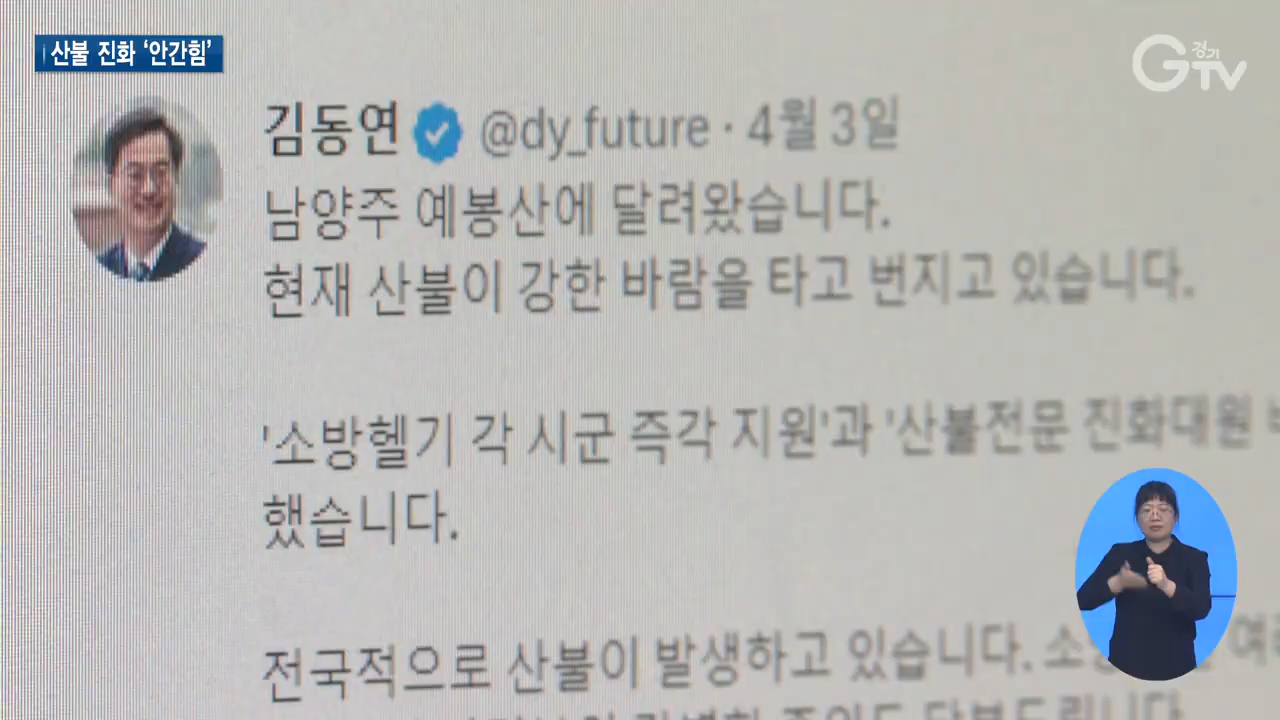 산불 진화 ‘안간힘’
경기
GTV
김동연 @dy_future · 4월 3일
남양주 예봉산에 달려왔습니다.
현재 산불이 강한 바람을 타고 번지고 있습니다.
'소방헬기 각 시군 즉각 지원'과 '산불전문 진화대원
했습니다.
전국적으로 산불이 발생하고 있습니다.